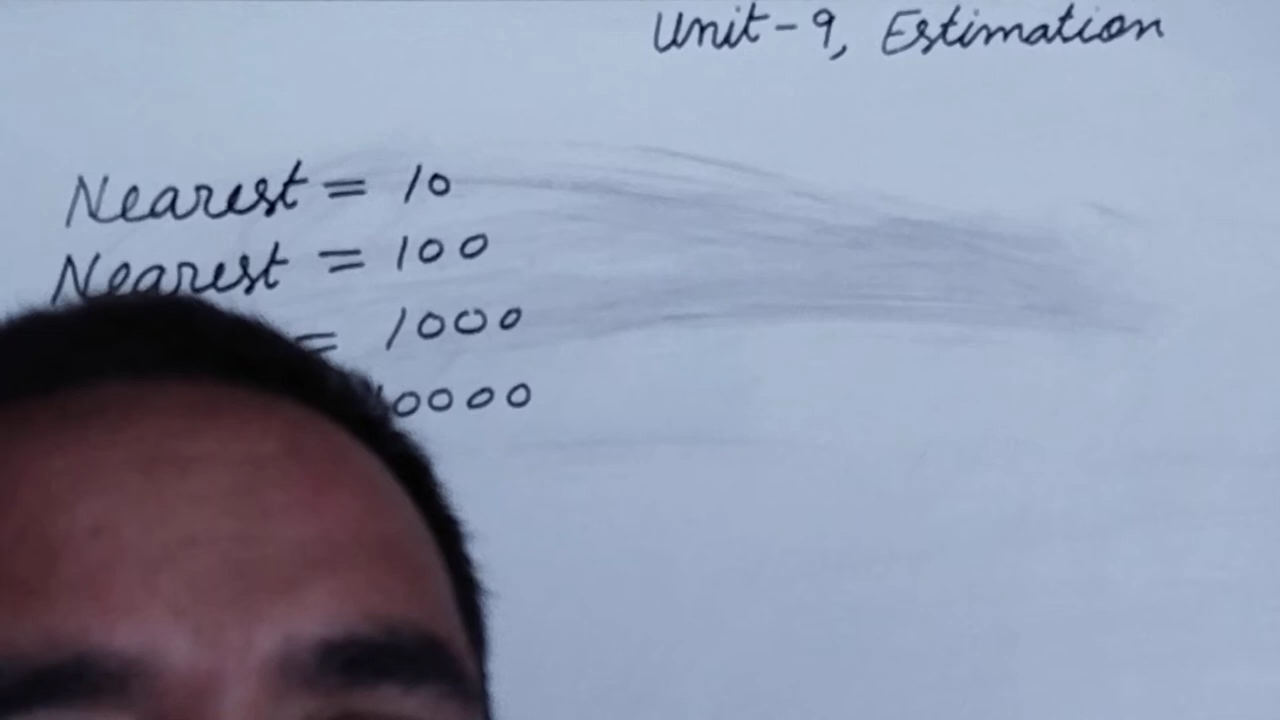 Unit-9, Estimation
Nearest = 10
Nearest = 100
= 1000
0000